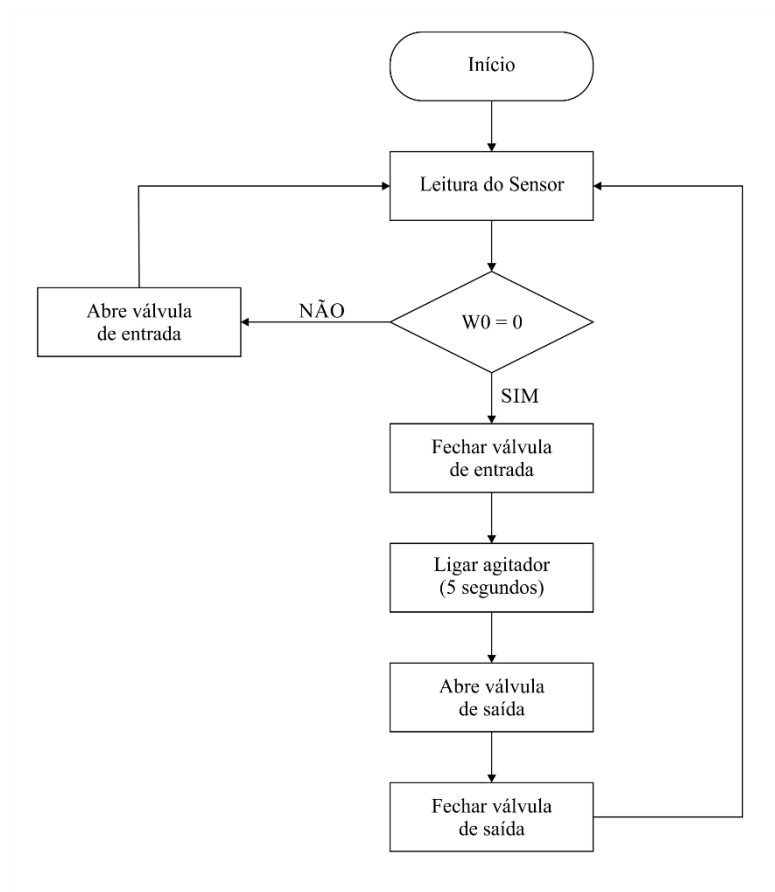 Início
Leitura do Sensor
Abre válvula
de entrada
NÃO
W0 = 0
SIM
Fechar válvula
de entrada
Ligar agitador
(5 segundos)
Abre válvula
de saída
Fechar válvula
de saída